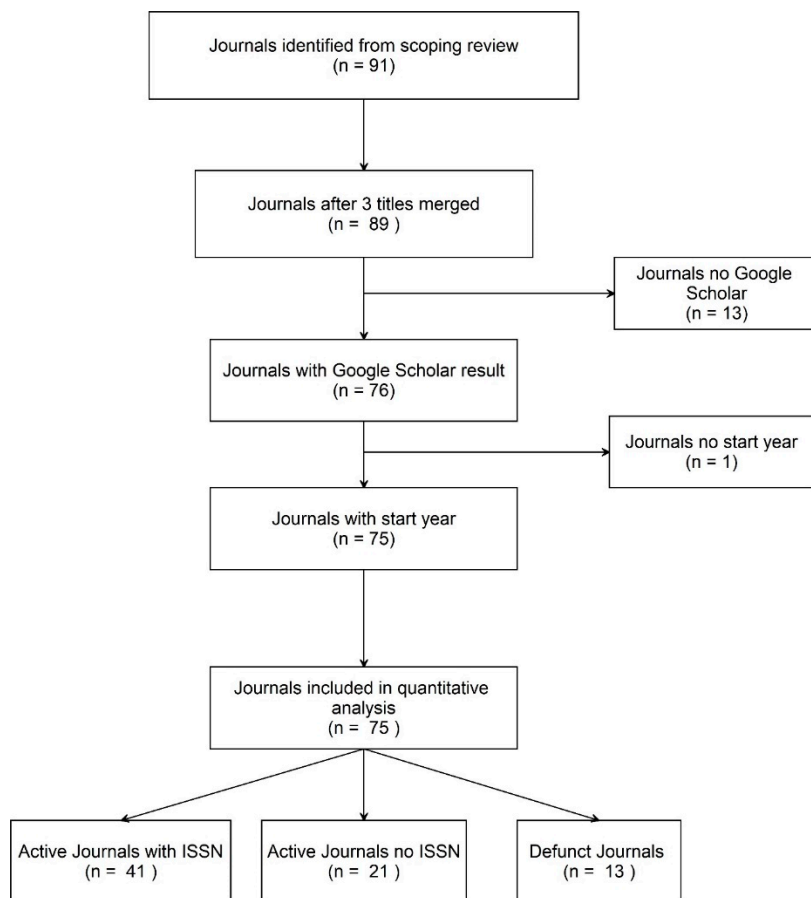 Journals identified from scoping review
(n = 91)
Journals after 3 titles merged
(n = 89 )
Journals no Google
Scholar
(n = 13)
Journals with Google Scholar result
(n = 76)
Journals no start year
(n = 1)
Journals with start year
(n = 75)
Journals included in quantitative
analysis
(n = 75 )
Active Journals with ISSN
(n = 41 )
Active Journals no ISSN
(n = 21 )
Defunct Journals
(n = 13 )